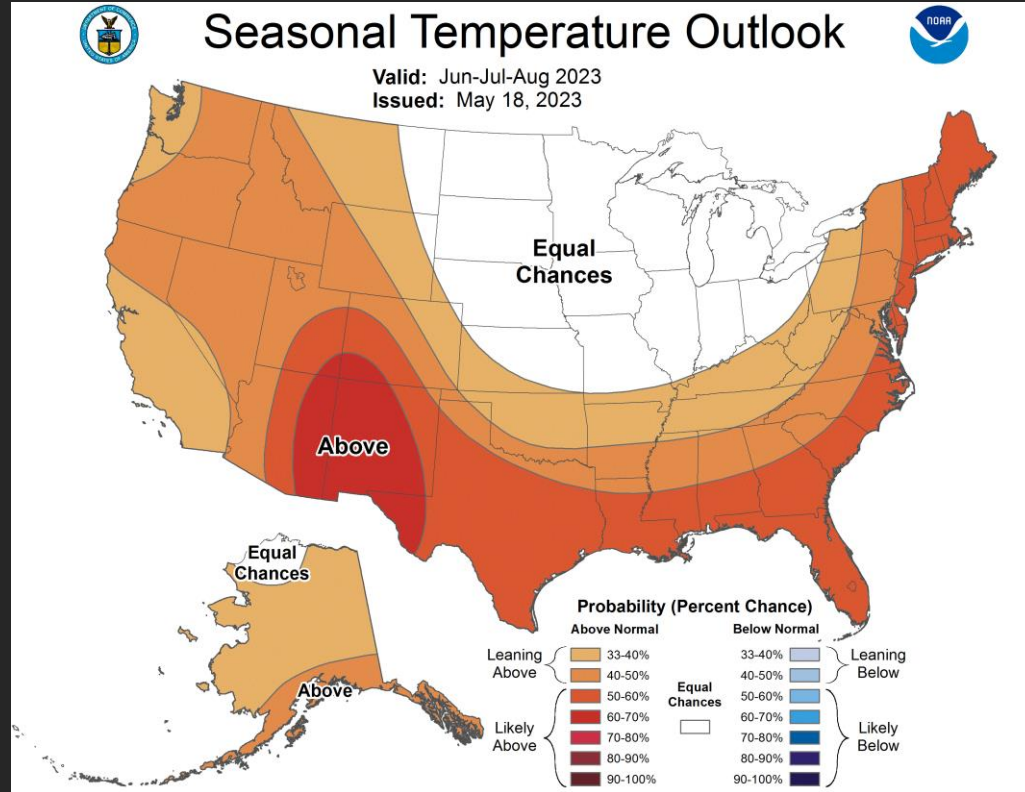 Seasonal Temperature Outlook
NOAA
Valid: Jun-Jul-Aug 2023
Issued: May 18, 2023
Equal
Chances
Above
Equal
Chances
Above
Probability (Percent Chance)
Above Normal
Below Normal
Leaning
Above
33-40%
40-50%
Likely
Above
50-60%
60-70%
70-80%
80-90%
90-100%
Equal
Chances
33-40%
40-50%
Leaning
Below
50-60%
60-70%
70-80%
80-90%
90-100%
Likely
Below